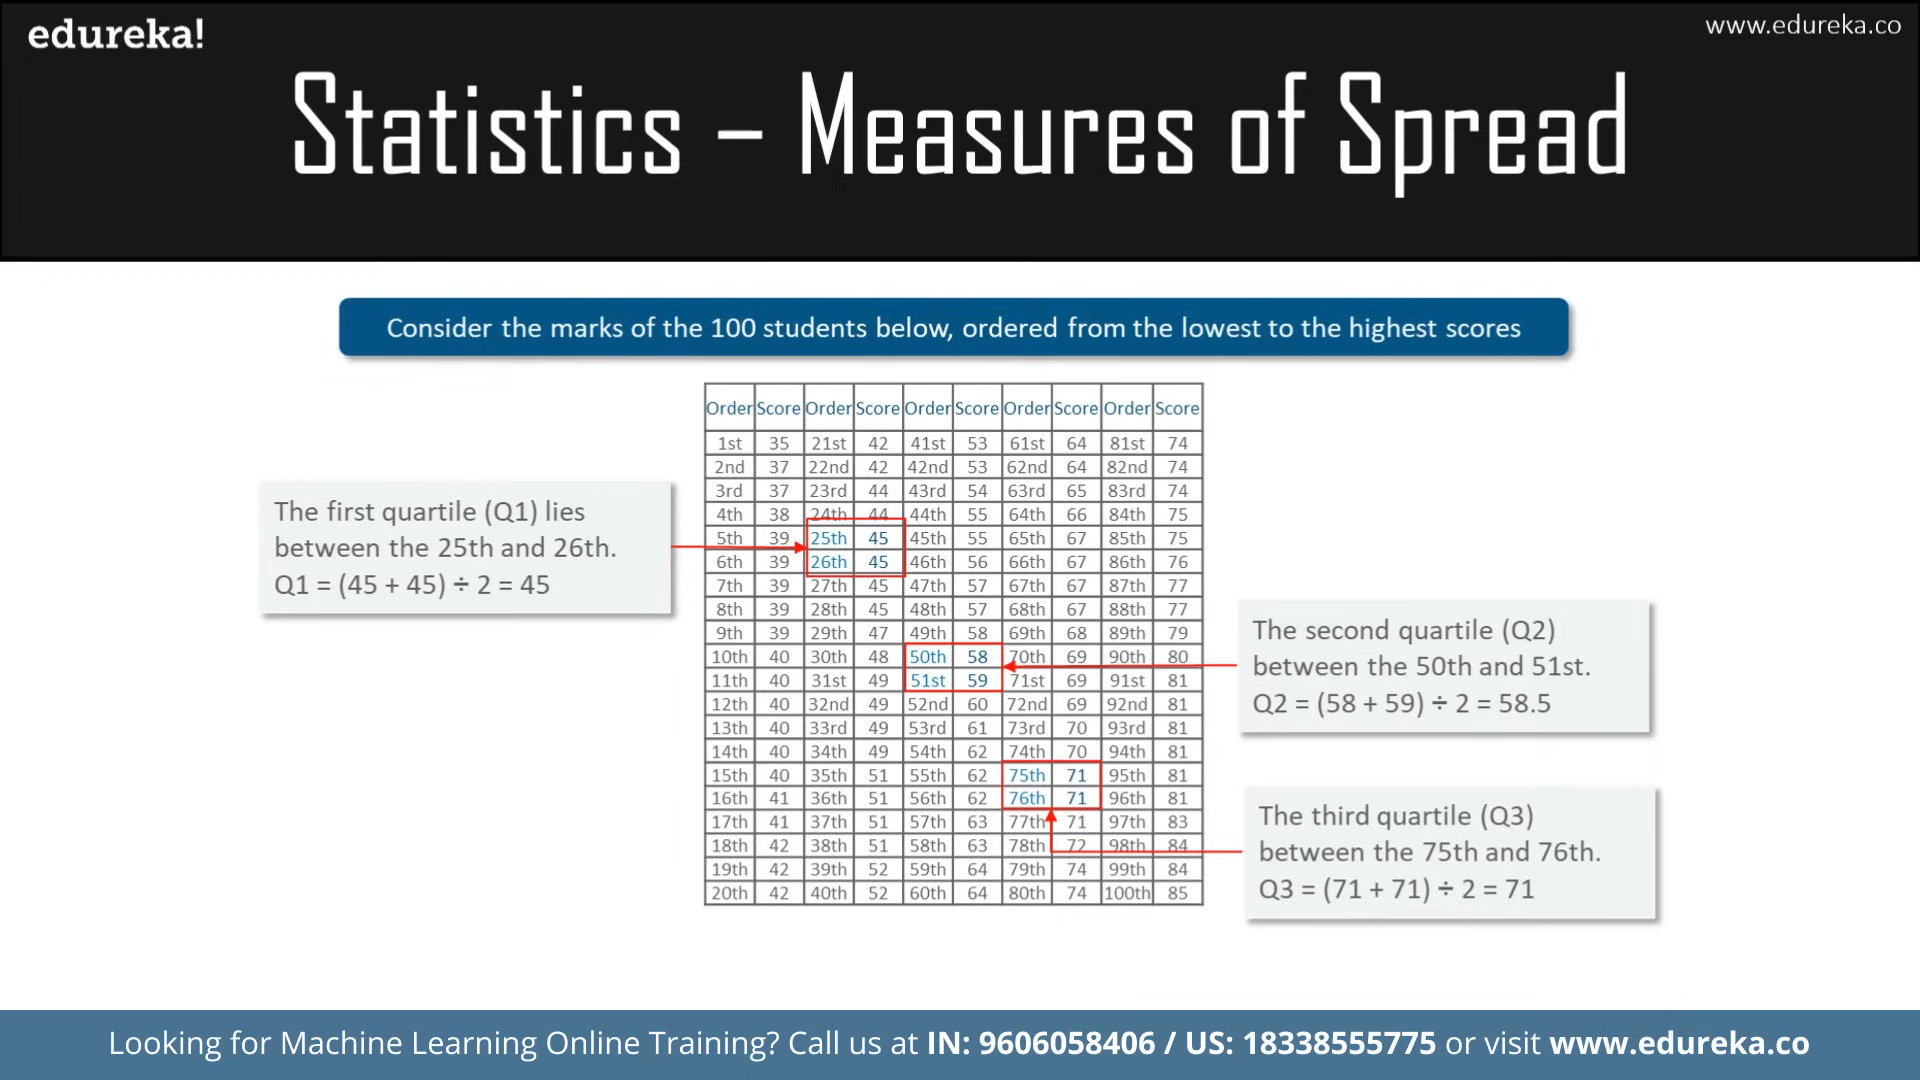 edureka!
www.edureka.co
Statistics – Measures of Spread
Consider the marks of the 100 students below, ordered from the lowest to the highest scores
Order Score Order Score Order Score Order Score Order Score
1st 35 21st 42 41st 53 61st 64 81st 74
2nd 37 22nd 42 42nd 53 62nd 64 82nd 74
3rd 37 23rd 44 43rd 54 63rd 65 83rd 74
4th 38 24th 44 44th 55 64th 66 84th 75
5th 39 25th 45 45th 55 65th 67 85th 75
6th 39 26th 45 46th 56 66th 67 86th 76
7th 39 27th 45 47th 57 67th 67 87th 77
8th 39 28th 45 48th 57 68th 67 88th 77
9th 39 29th 47 49th 58 69th 68 89th 79
10th 40 30th 48 50th 58 70th 69 90th 80
11th 40 31st 49 51st 59 71st 69 91st 81
12th 40 32nd 49 52nd 60 72nd 69 92nd 81
13th 40 33rd 49 53rd 61 73rd 70 93rd 81
14th 40 34th 49 54th 62 74th 70 94th 81
15th 40 35th 51 55th 62 75th 71 95th 81
16th 41 36th 51 56th 62 76th 71 96th 81
17th 41 37th 51 57th 63 77th 71 97th 83
18th 42 38th 51 58th 63 78th 72 98th 84
19th 42 39th 52 59th 64 79th 74 99th 84
20th 42 40th 52 60th 64 80th 74 100th 85
The first quartile (Q1) lies
between the 25th and 26th.
Q1 = (45 + 45) ÷ 2 = 45
The second quartile (Q2)
between the 50th and 51st.
Q2 = (58 + 59) ÷ 2 = 58.5
The third quartile (Q3)
between the 75th and 76th.
Q3 = (71 + 71) ÷ 2 = 71
Looking for Machine Learning Online Training? Call us at IN: 9606058406 / US: 18338555775 or visit www.edureka.co